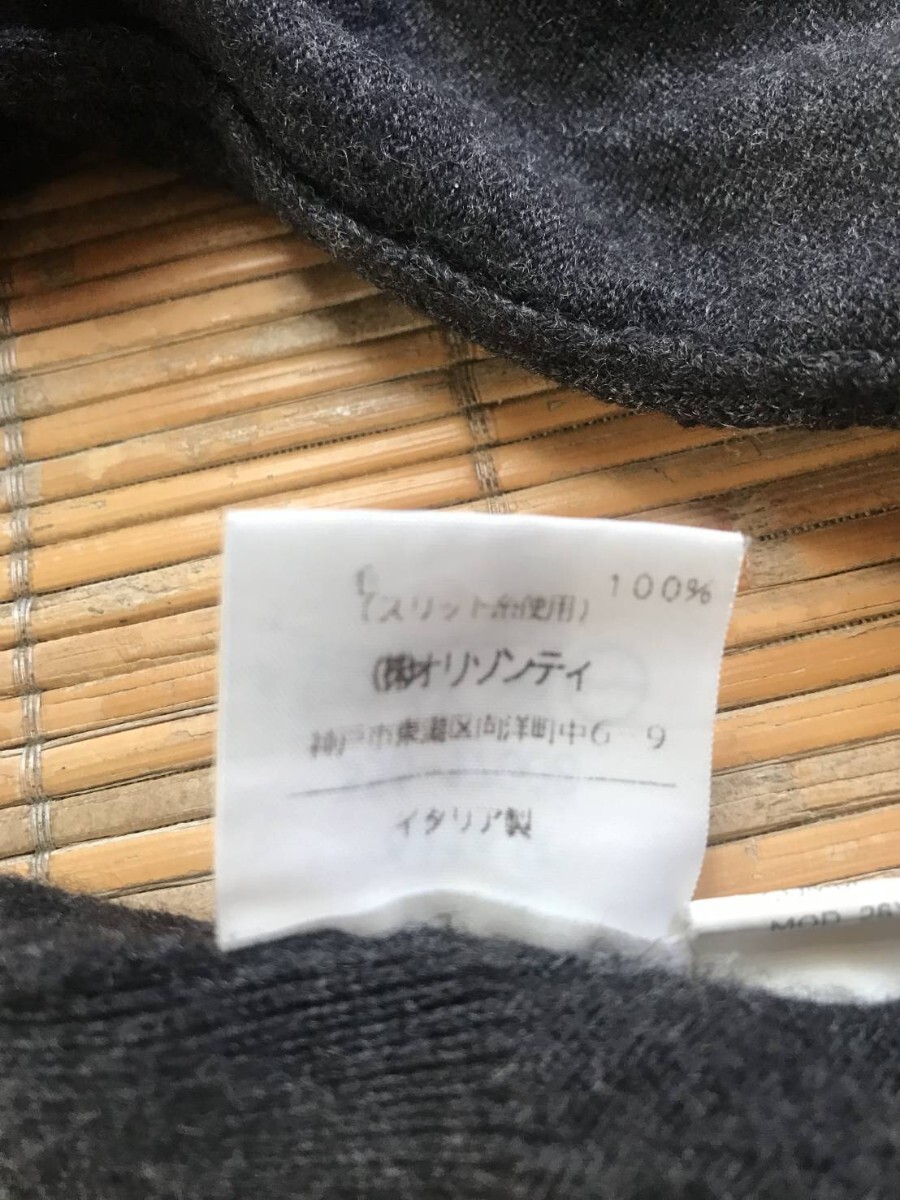 100%
(スリット糸使用)
(株)オリゾンティ
神戸市東灘区向洋町中6-9
イタリア製
MOD.